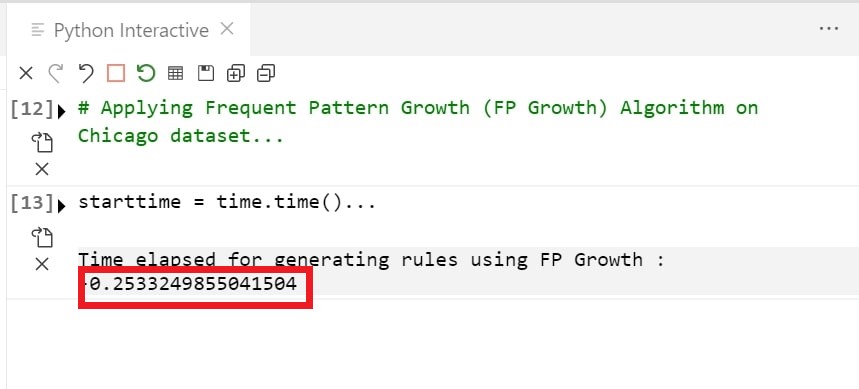 Python Interactive
[12] # Applying Frequent Pattern Growth (FP Growth) Algorithm on
Chicago dataset...
[13] starttime = time.time()...
Time elapsed for generating rules using FP Growth :
-0.2533249855041504